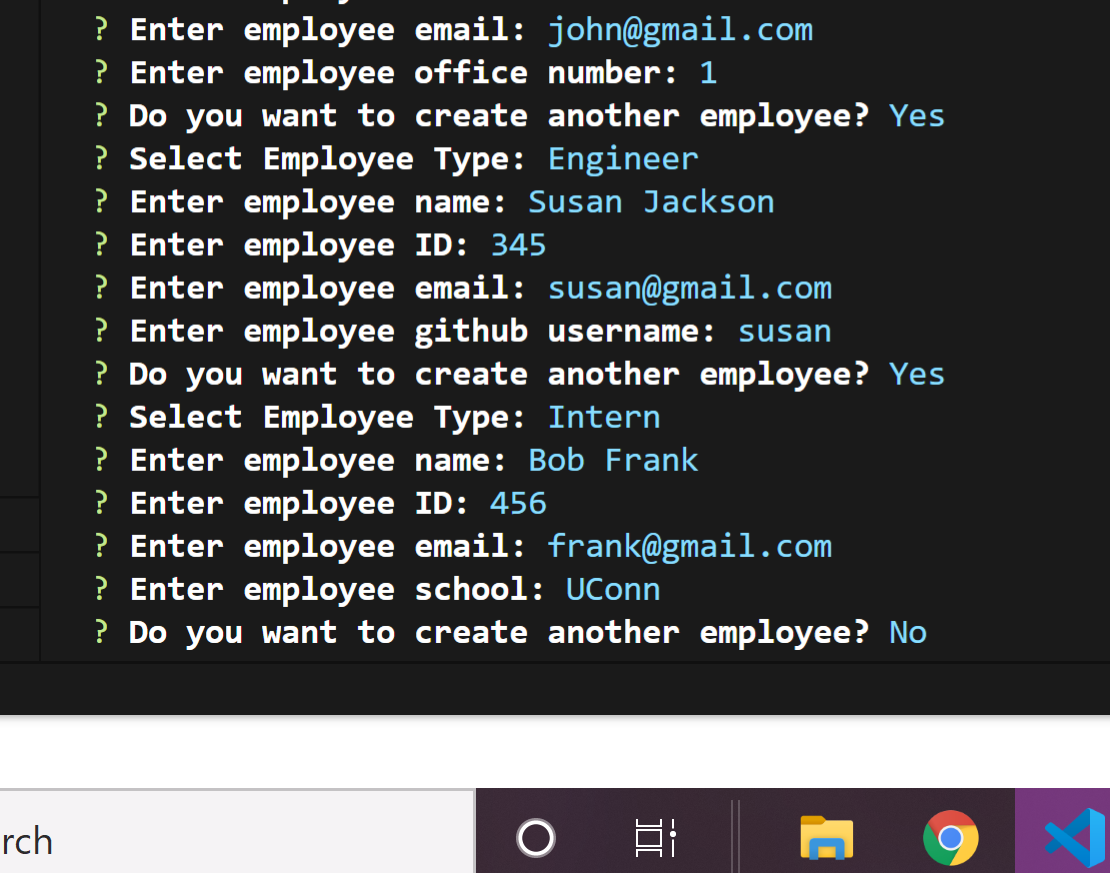 ? Enter employee email: john@gmail.com
? Enter employee office number: 1
? Do you want to create another employee? Yes
? Select Employee Type: Engineer
? Enter employee name: Susan Jackson
? Enter employee ID: 345
? Enter employee email: susan@gmail.com
? Enter employee github username: susan
? Do you want to create another employee? Yes
? Select Employee Type: Intern
? Enter employee name: Bob Frank
? Enter employee ID: 456
? Enter employee email: frank@gmail.com
? Enter employee school: UConn
? Do you want to create another employee? No
rch